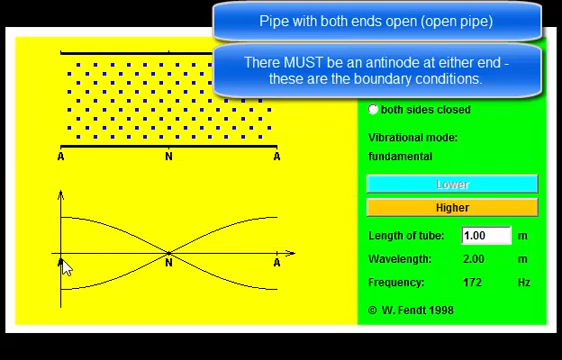 Pipe with both ends open (open pipe)
There MUST be an antinode at either end -
these are the boundary conditions.
both sides closed
Vibrational mode:
fundamental
Lower
Higher
Length of tube: 1.00 m
Wavelength: 2.00 m
Frequency: 172 Hz
© W. Fendt 1998
A N A
A N A